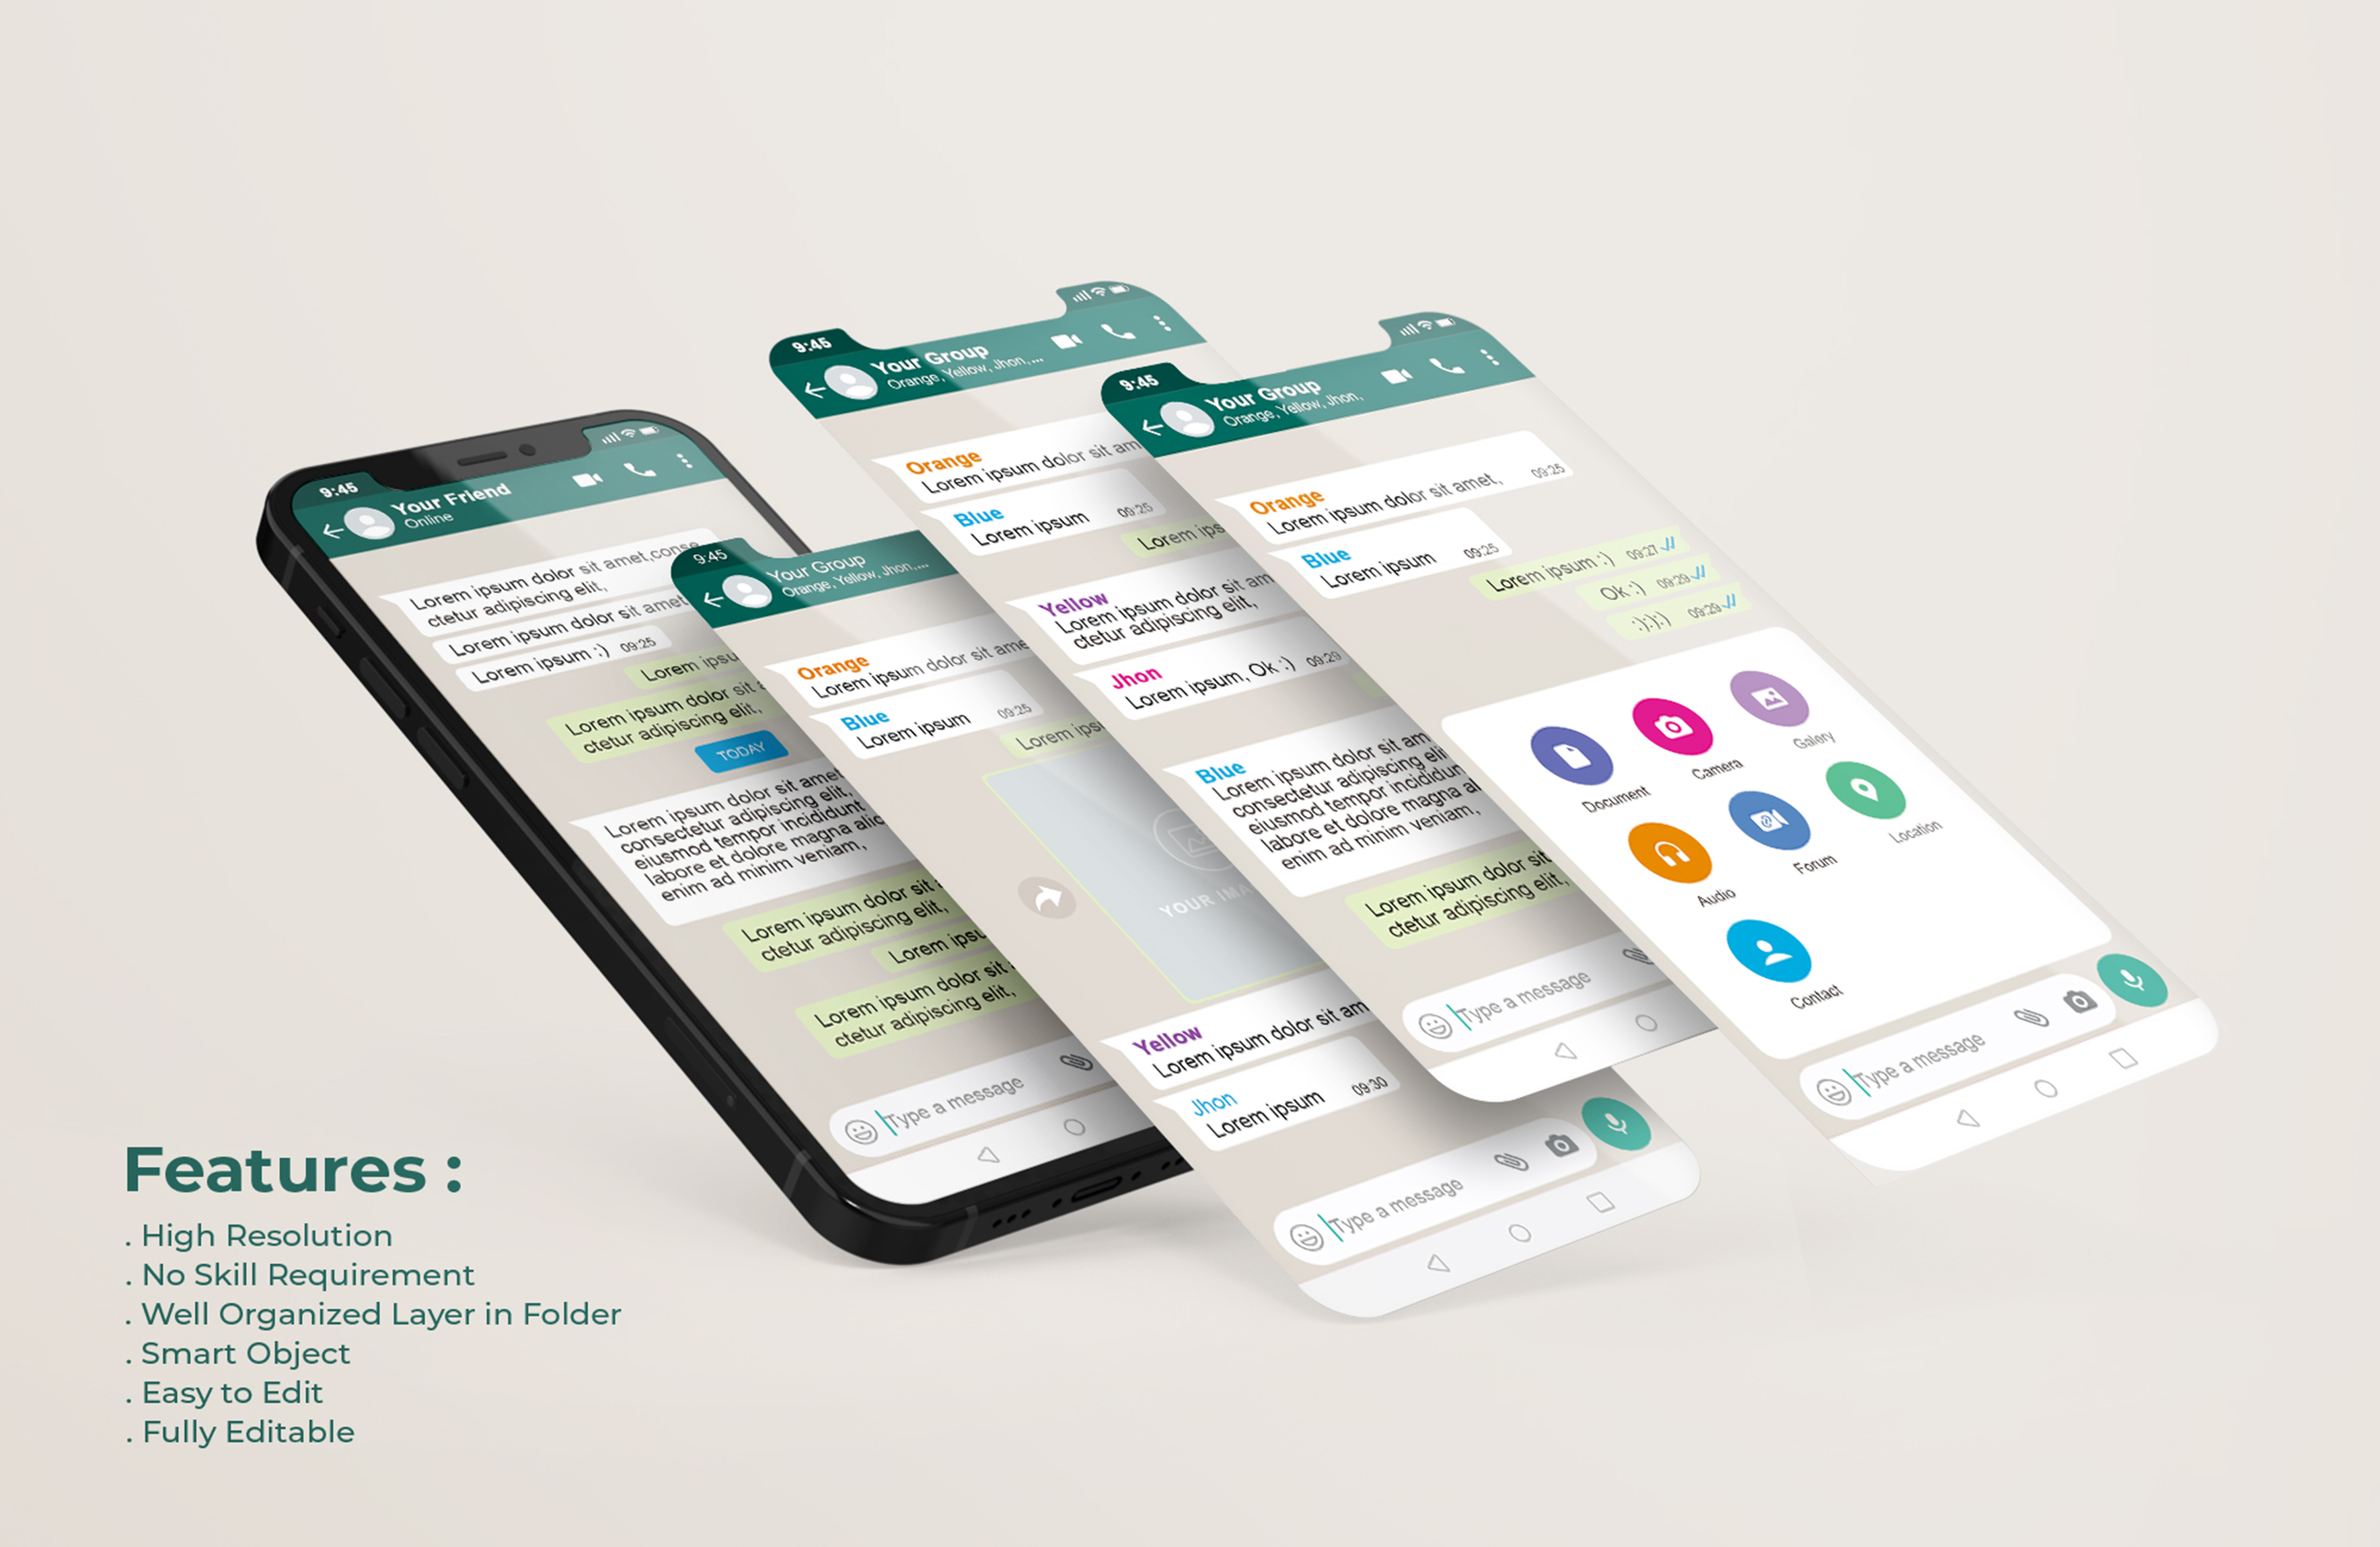 9:45
Your Friend
Online
Lorem ipsum dolor sit amet,conse
ctetur adipiscing elit,
Lorem ipsum dolor sit amet
Lorem ipsum :) 09:25
Lorem ipsu
Lorem ipsum dolor sit a
ctetur adipiscing elit,
TODAY
Lorem ipsum dolor sit amet
consectetur adipiscing elit,
eiusmod tempor incididunt
labore et dolore magna alic
enim ad minim veniam,
Lorem ipsum dolor sit a
ctetur adipiscing elit,
Lorem ipsu
Lorem ipsum dolor sit a
ctetur adipiscing elit,
Type a message
9:45
Your Group
Orange, Yellow, Jhon,...
Orange
Lorem ipsum dolor sit ame
Blue
Lorem ipsum 09:25
Lorem ips
YOUR IMA
Yellow
Lorem ipsum dolor sit am
Jhon
Lorem ipsum 09:30
Type a message
9:45
Your Group
Orange, Yellow, Jhon,...
Orange
Lorem ipsum dolor sit am
Blue
Lorem ipsum 09:25
Lorem ips
Yellow
Lorem ipsum dolor sit am
ctetur adipiscing elit,
Jhon
Lorem ipsum, Ok :) 09:29
Blue
Lorem ipsum dolor sit am
consectetur adipiscing eli
eiusmod tempor incididun
labore et dolore magna al
enim ad minim veniam,
Lorem ipsum dolor sit
ctetur adipiscing elit,
Type a message
9:45
Your Group
Orange, Yellow, Jhon,
Orange
Lorem ipsum dolor sit amet, 09:25
Blue
Lorem ipsum 09:25
Lorem ipsum :) 09:27
Ok :) 09:29
:):):) 09:29
Document
Camera
Galery
Audio
Forum
Location
Contact
Type a message
Features :
. High Resolution
. No Skill Requirement
. Well Organized Layer in Folder
. Smart Object
. Easy to Edit
. Fully Editable